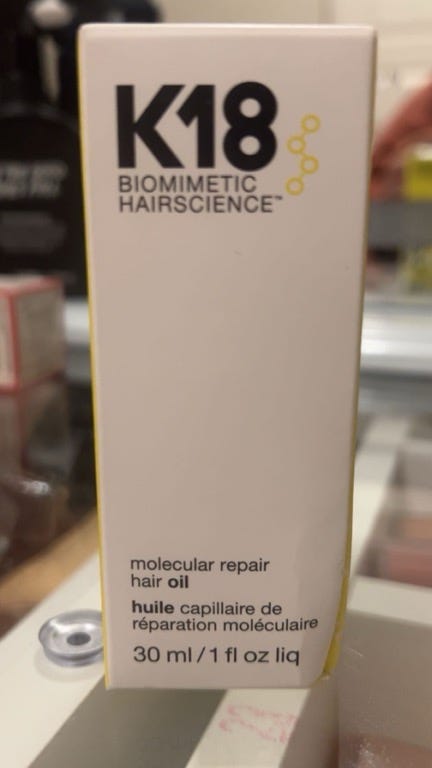 K18
BIOMIMETIC
HAIRSCIENCE™
molecular repair
hair oil
huile capillaire de
réparation moléculaire
30 ml/1 fl oz liq